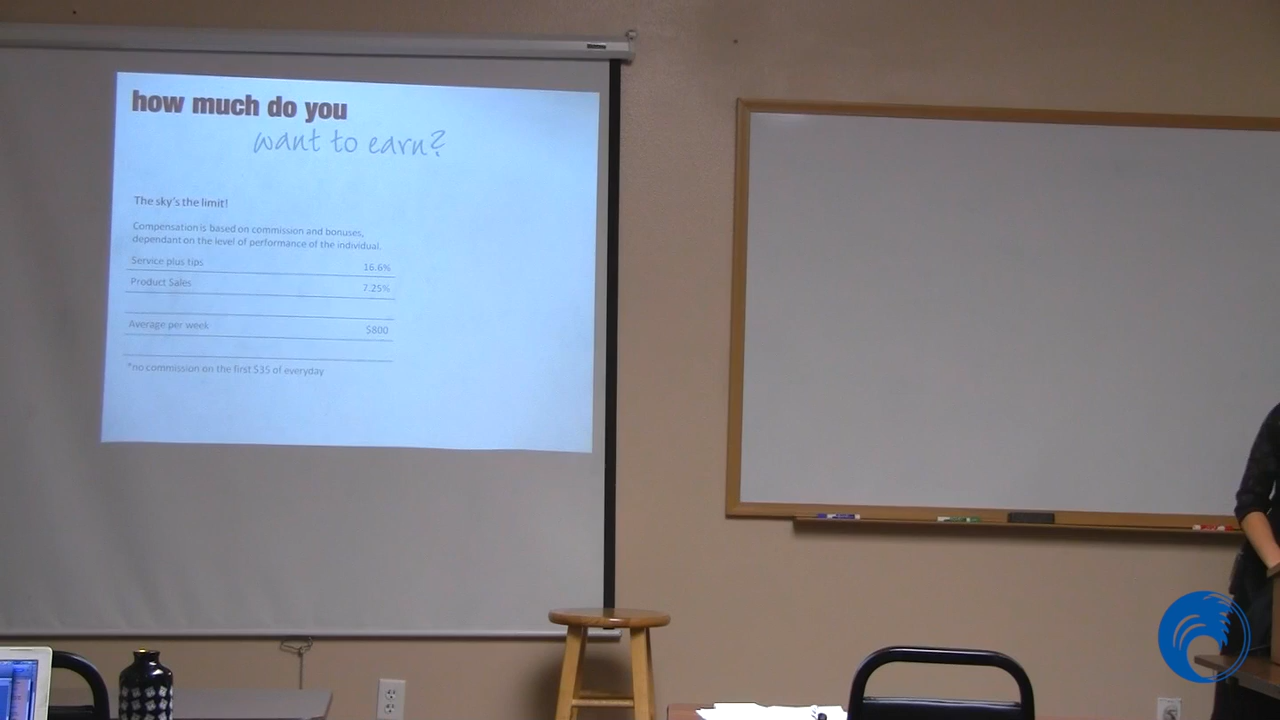 how much do you
want to earn?
The sky's the limit!
Compensation is based on commission and bonuses,
dependant on the level of performance of the individual.
Service plus tips 16.6%
Product Sales 7.25%
Average per week $800
*no commission on the first $35 of everyday